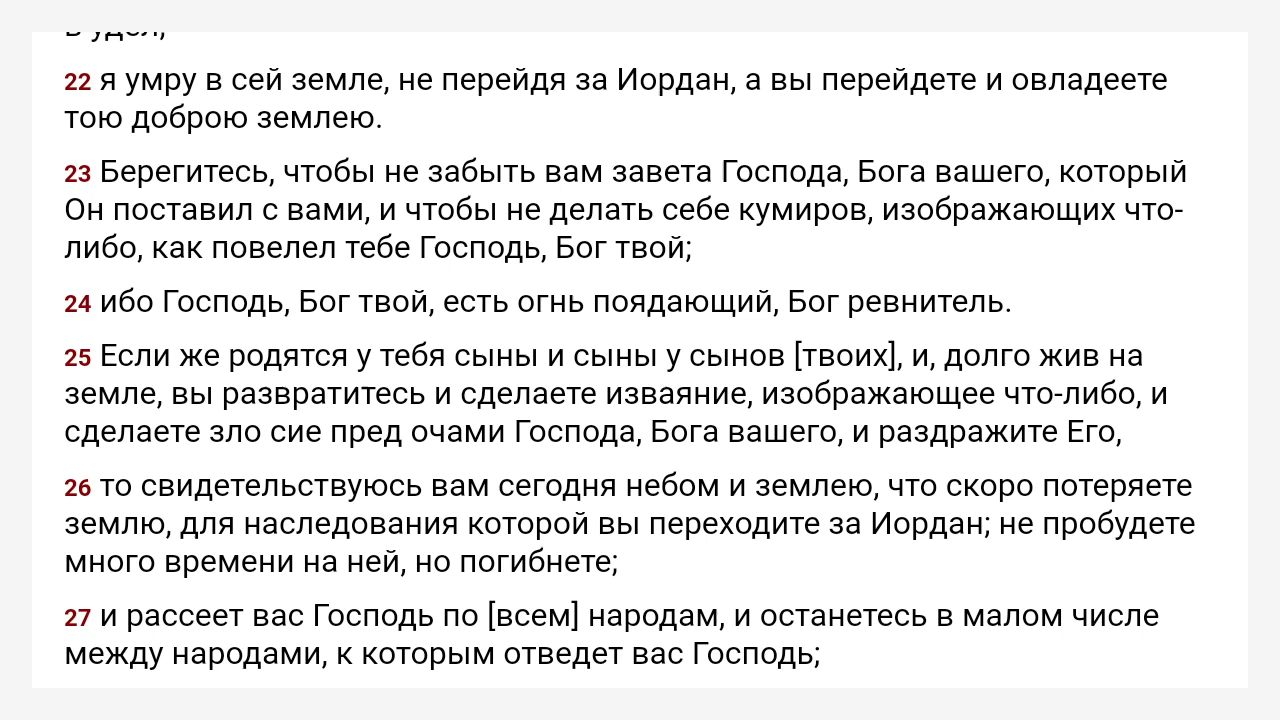 в удел;
22 я умру в сей земле, не перейдя за Иордан, а вы перейдете и овладеете
тою доброю землею.
23 Берегитесь, чтобы не забыть вам завета Господа, Бога вашего, который
Он поставил с вами, и чтобы не делать себе кумиров, изображающих что-
либо, как повелел тебе Господь, Бог твой;
24 ибо Господь, Бог твой, есть огнь поядающий, Бог ревнитель.
25 Если же родятся у тебя сыны и сыны у сынов [твоих], и, долго жив на
земле, вы развратитесь и сделаете изваяние, изображающее что-либо, и
сделаете зло сие пред очами Господа, Бога вашего, и раздражите Его,
26 то свидетельствуюсь вам сегодня небом и землею, что скоро потеряете
землю, для наследования которой вы переходите за Иордан; не пробудете
много времени на ней, но погибнете;
27 и рассеет вас Господь по [всем] народам, и останетесь в малом числе
между народами, к которым отведет вас Господь;